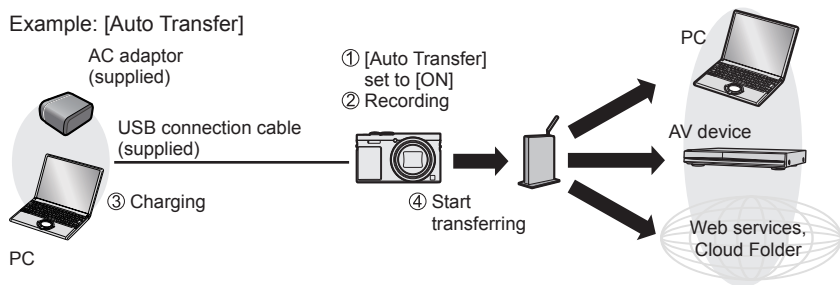 Example: [Auto Transfer]
AC adaptor
(supplied)
USB connection cable
(supplied)
③ Charging
PC
① [Auto Transfer]
set to [ON]
② Recording
④ Start
transferring
PC
AV device
Web services,
Cloud Folder